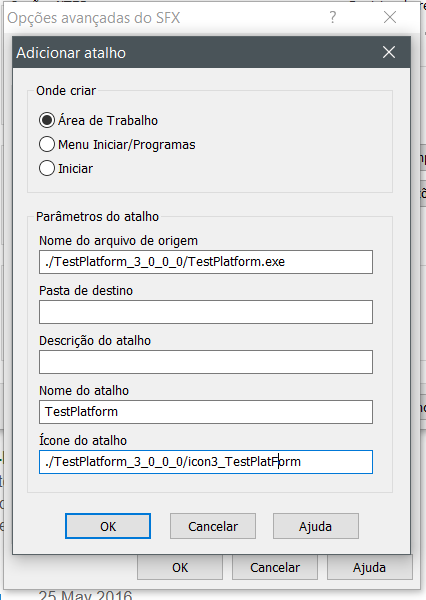 Opções avançadas do SFX
Adicionar atalho
Onde criar
Área de Trabalho
Menu Iniciar/Programas
Iniciar
Parâmetros do atalho
Nome do arquivo de origem
./TestPlatform_3_0_0_0/TestPlatform.exe
Pasta de destino
Descrição do atalho
Nome do atalho
TestPlatform
Ícone do atalho
./TestPlatform_3_0_0_0/icon3_TestPlatForm
OK
Cancelar
Ajuda
OK
Cancelar
Ajuda
25 May 2016